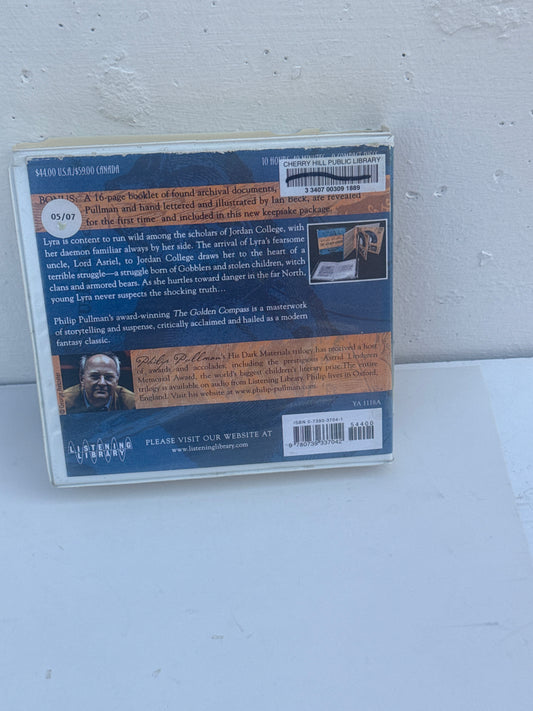 $44.00 U.S.A./$59.00 CANADA
10 HOURS
CHERRY HILL PUBLIC LIBRARY
3 3407 00309 1889
BONUS: A 16-page booklet of found archival documents,
Pullman and hand lettered and illustrated by Ian Beck, are revealed
for the first time and included in this new keepsake package.
05/07
Lyra is content to run wild among the scholars of Jordan College, with
her daemon familiar always by her side. The arrival of Lyra's fearsome
uncle, Lord Asriel, to Jordan College draws her to the heart of a
terrible struggle—a struggle born of Gobblers and stolen children, witch
clans and armored bears. As she hurtles toward danger in the far North,
young Lyra never suspects the shocking truth…
Philip Pullman's award-winning The Golden Compass is a masterwork
of storytelling and suspense, critically acclaimed and hailed as a modern
fantasy classic.
Philip Pullman's His Dark Materials trilogy has received a host
of awards and accolades, including the prestigious Astrid Lindgren
Memorial Award, the world's biggest children's literary prize. The entire
trilogy is available on audio from Listening Library. Philip lives in Oxford,
England. Visit his website at www.philip-pullman.com.
YA 1118A
ISBN 0-7393-3704-1
54400
9 780739 337042
LISTENING
LIBRARY
PLEASE VISIT OUR WEBSITE AT
www.listeninglibrary.com